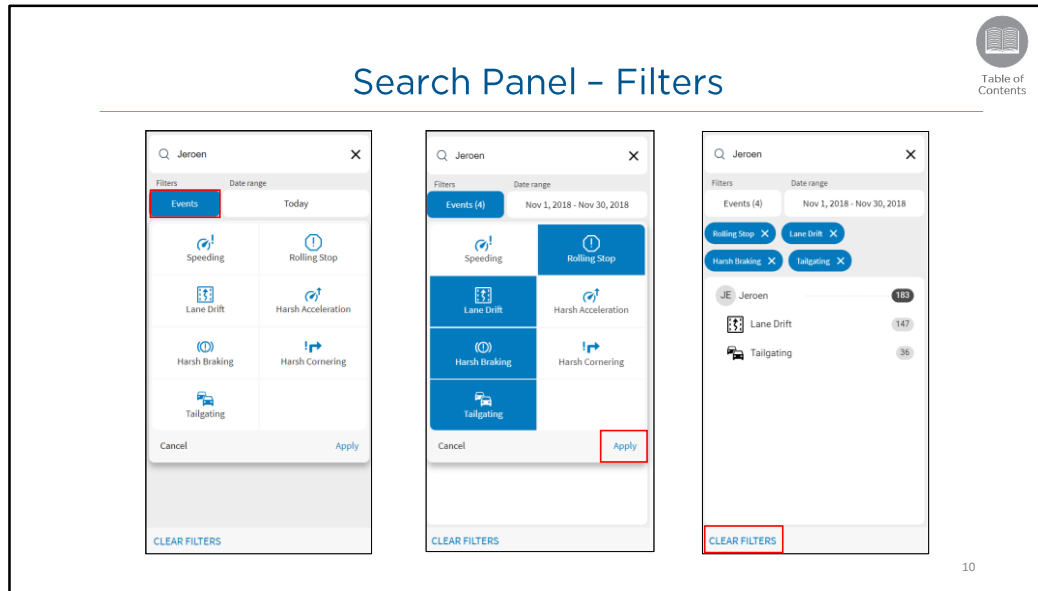 Table of
Contents
Search Panel – Filters
Jeroen
Filters Date range
Events Today
Speeding Rolling Stop
Lane Drift Harsh Acceleration
Harsh Braking Harsh Cornering
Tailgating
Cancel Apply
CLEAR FILTERS
Jeroen
Filters Date range
Events (4) Nov 1, 2018 - Nov 30, 2018
Speeding Rolling Stop
Lane Drift Harsh Acceleration
Harsh Braking Harsh Cornering
Tailgating
Cancel Apply
CLEAR FILTERS
Jeroen
Filters Date range
Events (4) Nov 1, 2018 - Nov 30, 2018
Rolling Stop Lane Drift
Harsh Braking Tailgating
JE Jeroen 183
Lane Drift 147
Tailgating 36
CLEAR FILTERS
10